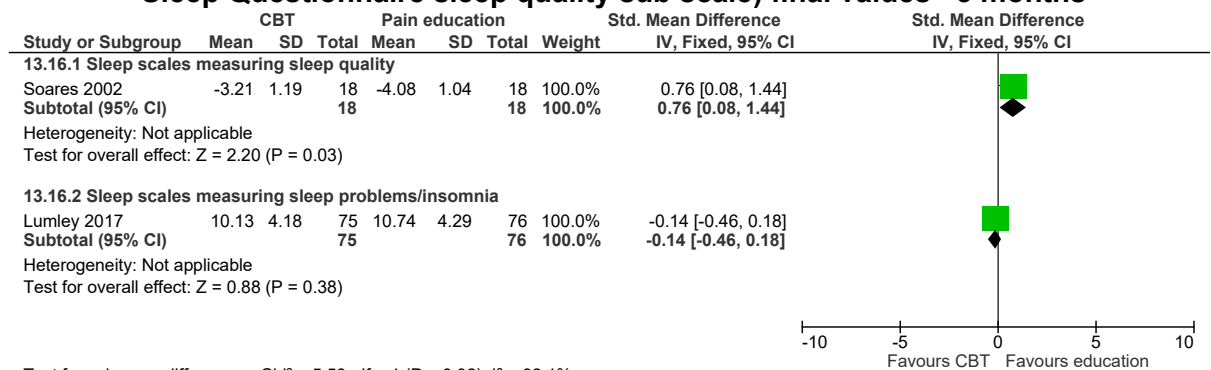 Sleep Questionnaire sleep quality sub scale) final values - 6 months
CBT Pain education Std. Mean Difference Std. Mean Difference
Study or Subgroup Mean SD Total Mean SD Total Weight IV, Fixed, 95% CI IV, Fixed, 95% CI
13.16.1 Sleep scales measuring sleep quality
Soares 2002 -3.21 1.19 18 -4.08 1.04 18 100.0% 0.76 [0.08, 1.44]
Subtotal (95% CI) 18 18 100.0% 0.76 [0.08, 1.44]
Heterogeneity: Not applicable
Test for overall effect: Z = 2.20 (P = 0.03)
13.16.2 Sleep scales measuring sleep problems/insomnia
Lumley 2017 10.13 4.18 75 10.74 4.29 76 100.0% -0.14 [-0.46, 0.18]
Subtotal (95% CI) 75 76 100.0% -0.14 [-0.46, 0.18]
Heterogeneity: Not applicable
Test for overall effect: Z = 0.88 (P = 0.38)
-10 -5 0 5 10
Favours CBT Favours education